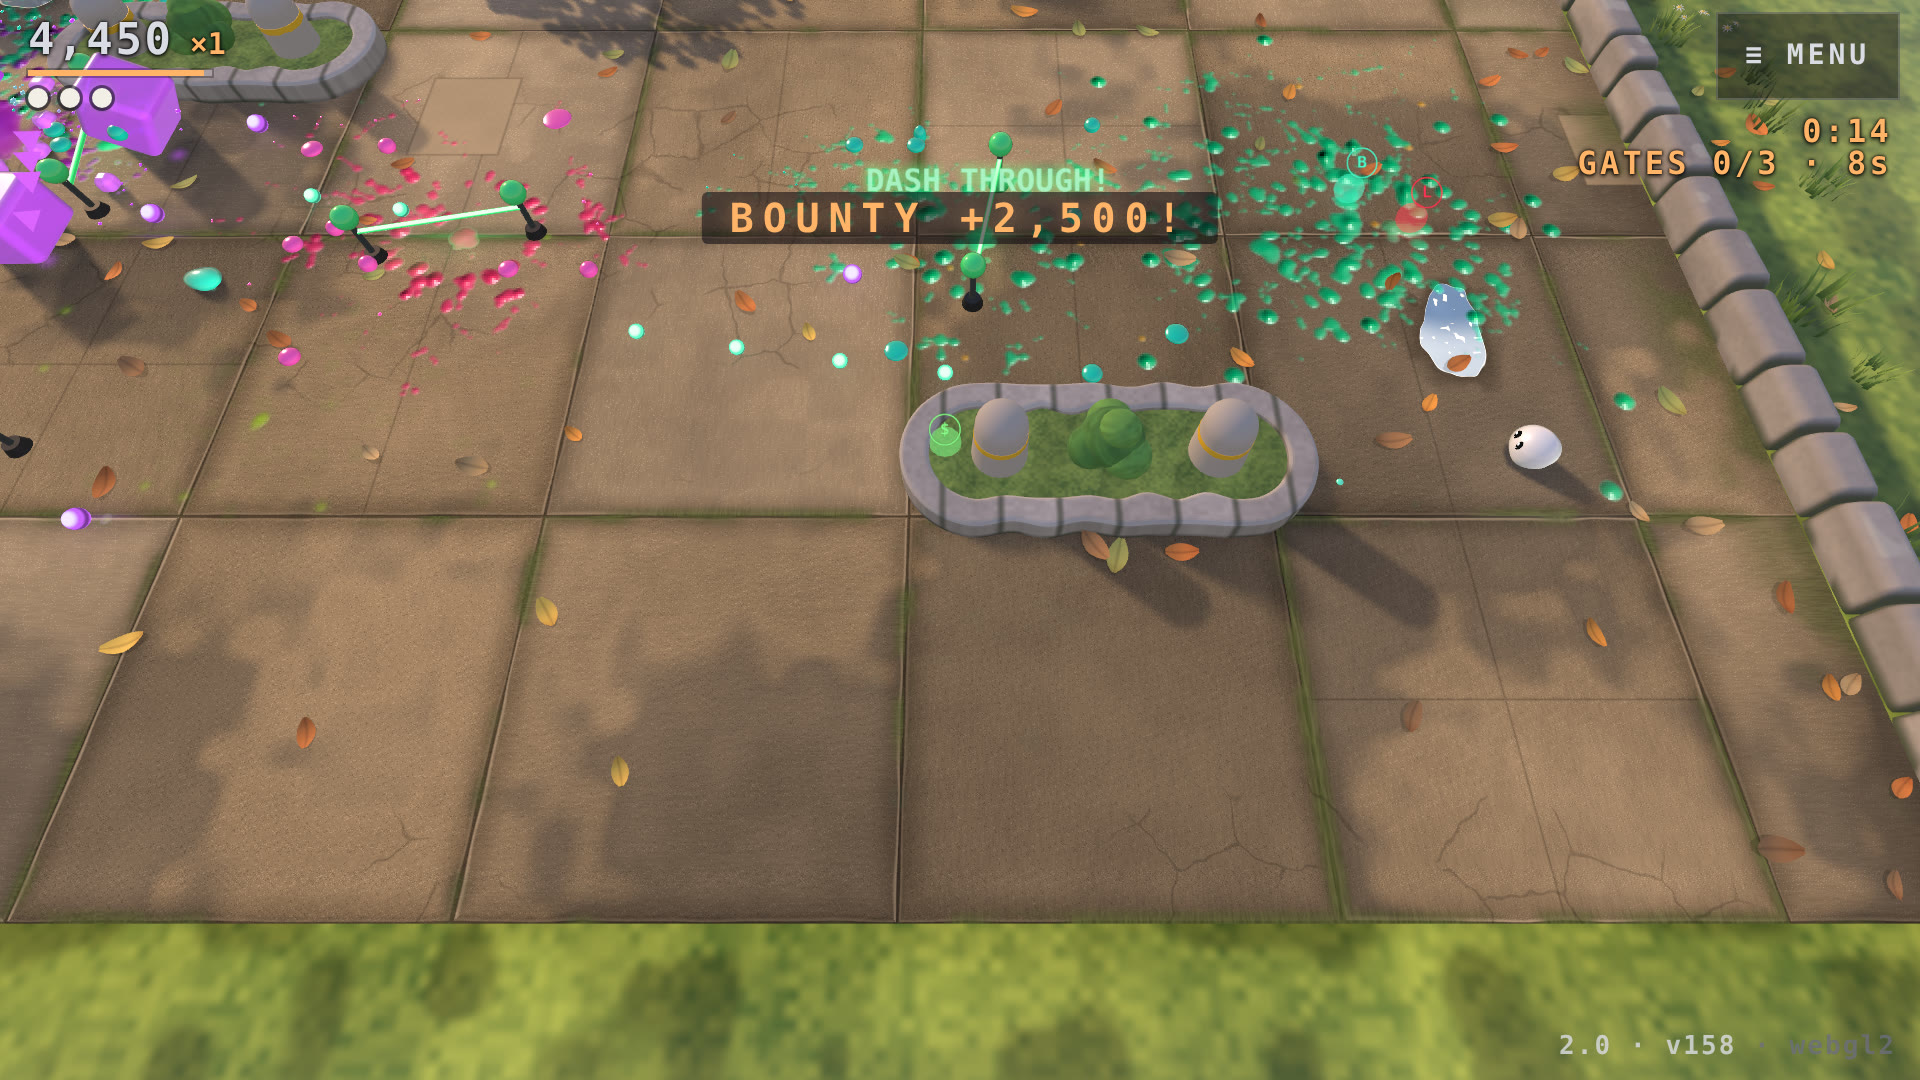 4,450 ×1
☰ MENU
0:14
GATES 0/3 · 8s
DASH THROUGH!
BOUNTY +2,500!
B
L
$
2.0 · v158 · webgl2